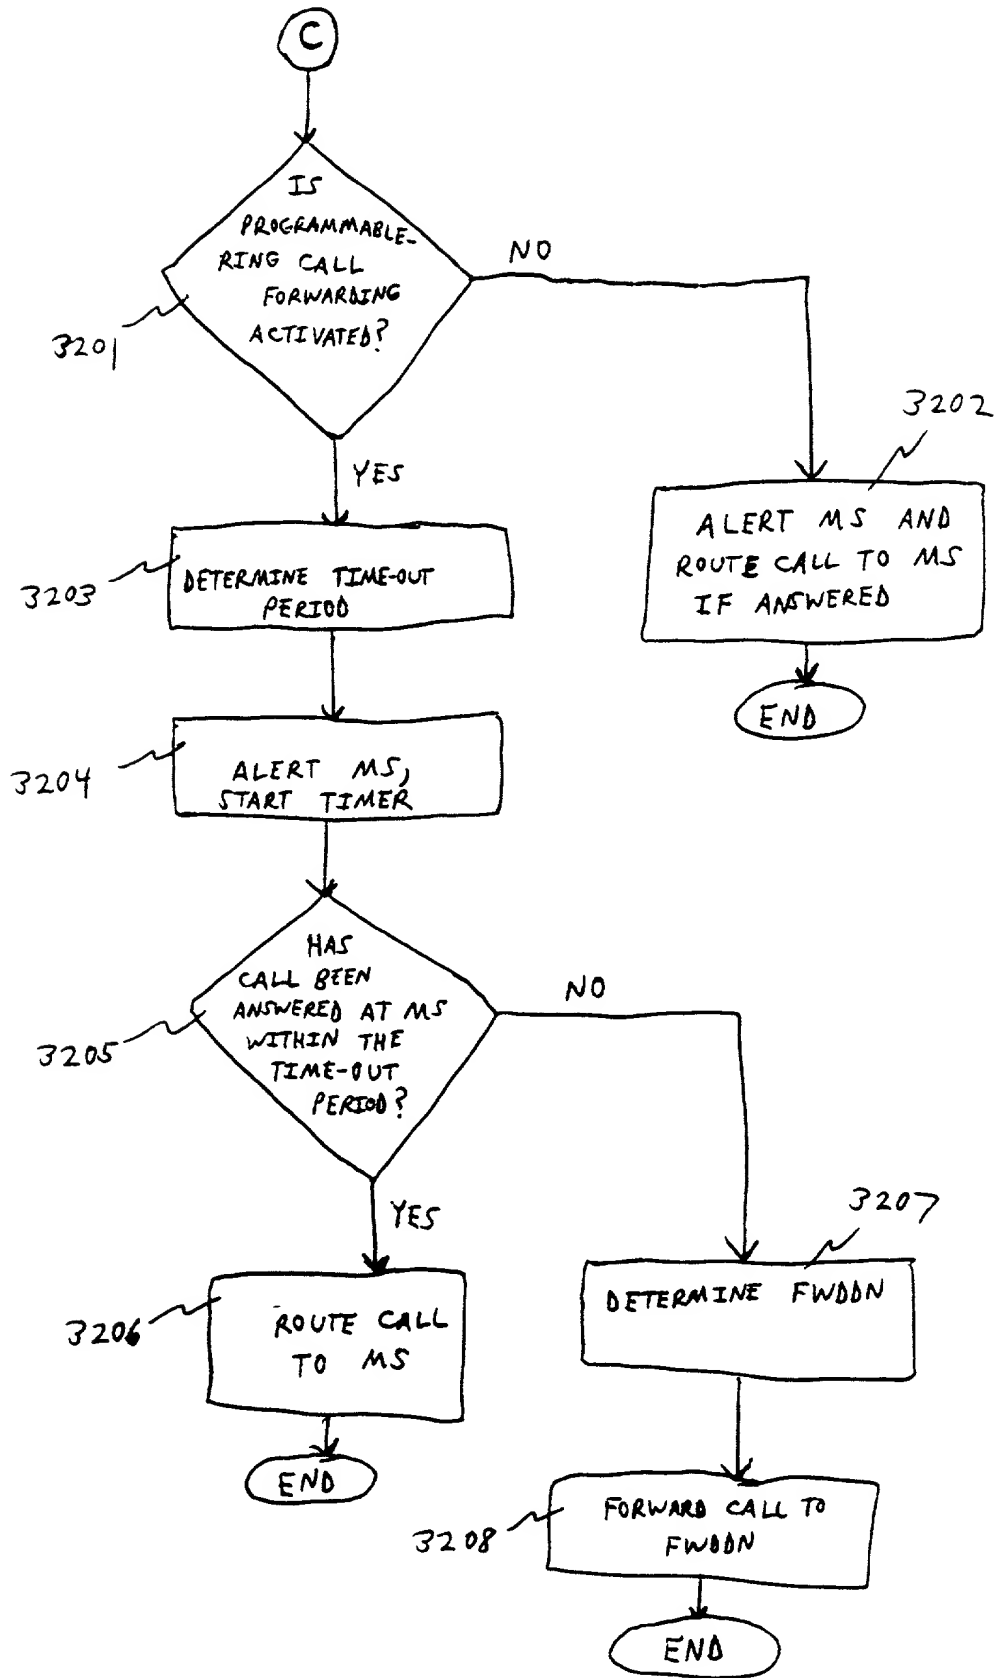 C
IS
PROGRAMMABLE-
RING CALL
FORWARDING
ACTIVATED?
3201
NO
3202
ALERT MS AND
ROUTE CALL TO MS
IF ANSWERED
END
YES
3203
DETERMINE TIME-OUT
PERIOD
3204
ALERT MS,
START TIMER
HAS
CALL BEEN
ANSWERED AT MS
WITHIN THE
TIME-OUT
PERIOD?
3205
NO
YES
3206
ROUTE CALL
TO MS
END
3207
DETERMINE FWDDN
3208
FORWARD CALL TO
FWDDN
END